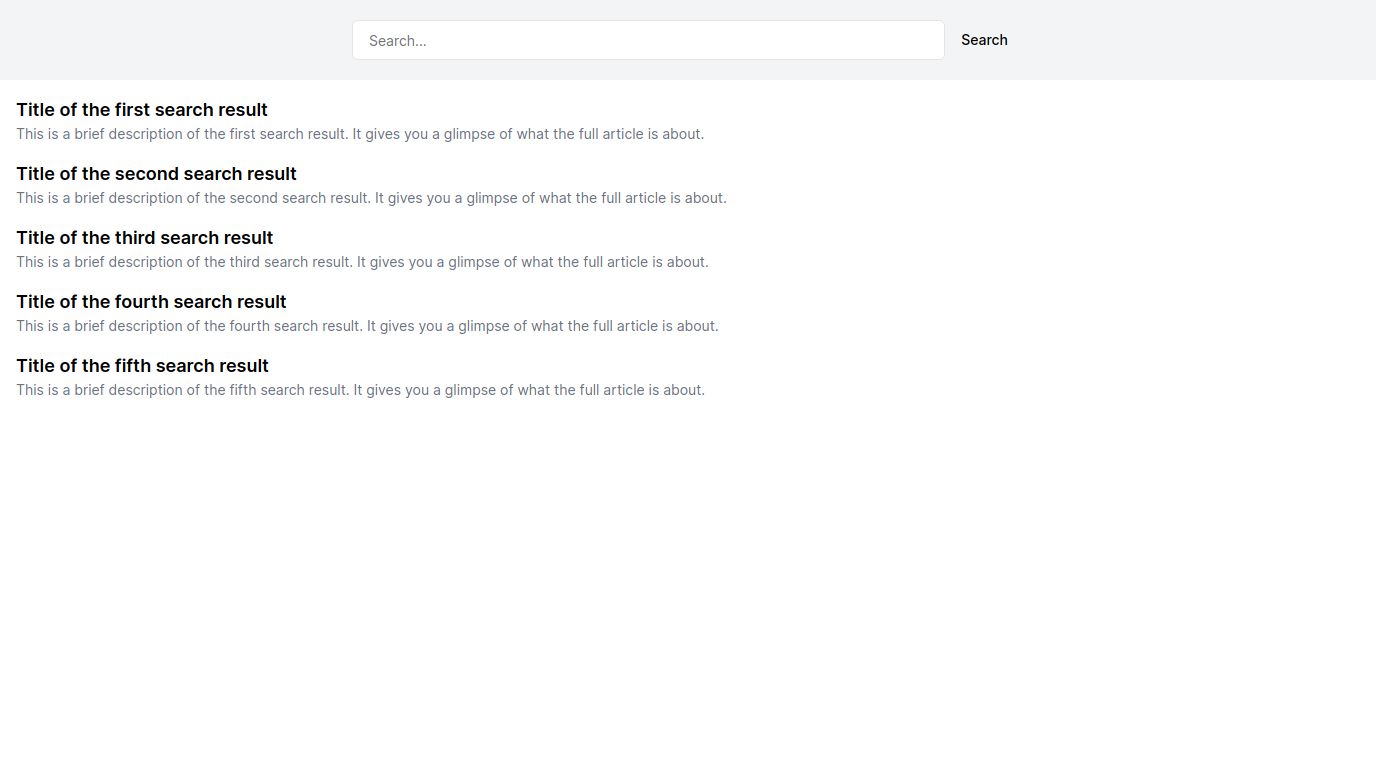 Search...
Search
Title of the first search result
This is a brief description of the first search result. It gives you a glimpse of what the full article is about.
Title of the second search result
This is a brief description of the second search result. It gives you a glimpse of what the full article is about.
Title of the third search result
This is a brief description of the third search result. It gives you a glimpse of what the full article is about.
Title of the fourth search result
This is a brief description of the fourth search result. It gives you a glimpse of what the full article is about.
Title of the fifth search result
This is a brief description of the fifth search result. It gives you a glimpse of what the full article is about.